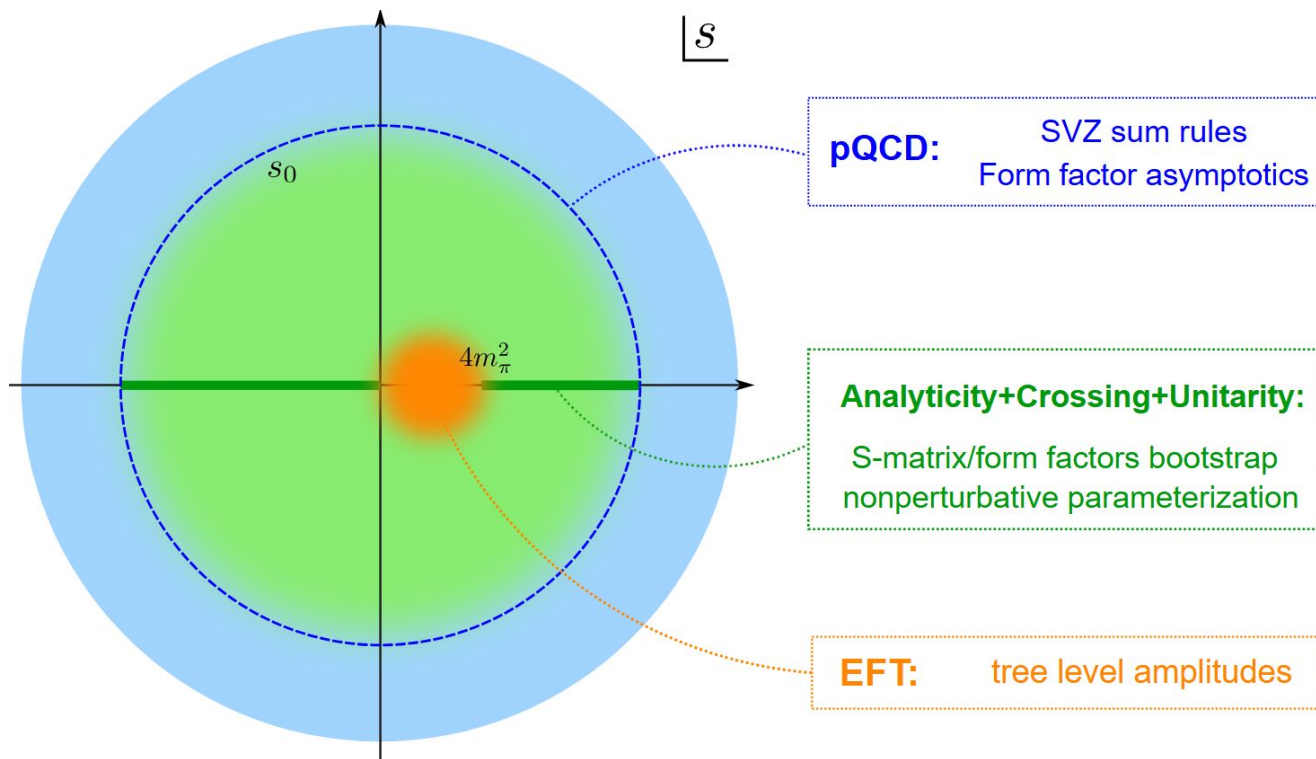 s
s₀
4m_π²
pQCD:
SVZ sum rules
Form factor asymptotics
Analyticity+Crossing+Unitarity:
S-matrix/form factors bootstrap
nonperturbative parameterization
EFT:
tree level amplitudes